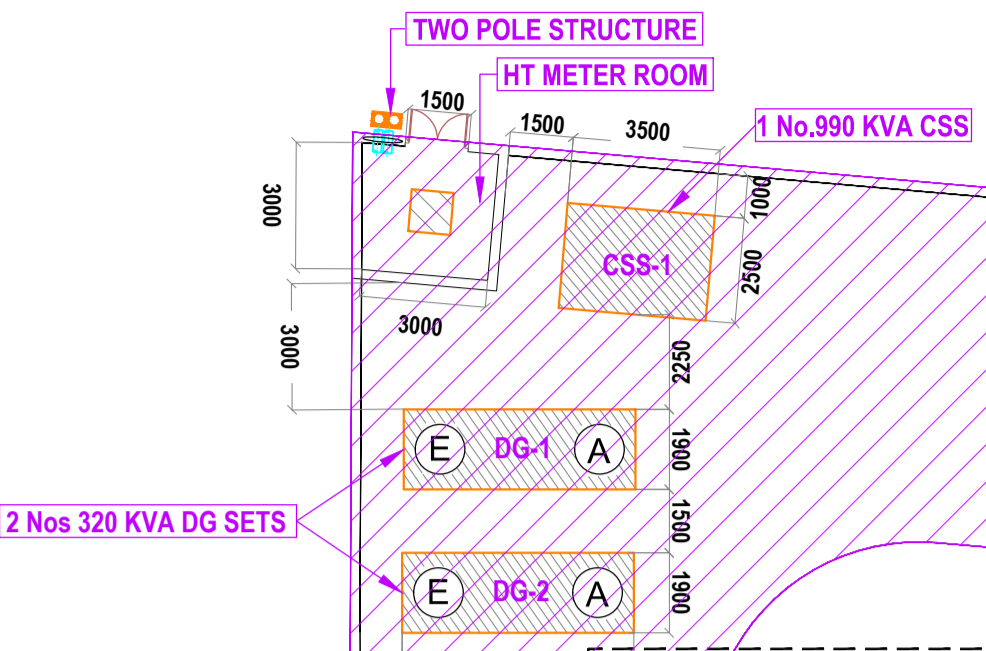 TWO POLE STRUCTURE
HT METER ROOM
1500
1500
3500
1 No.990 KVA CSS
3000
1000
CSS-1
2500
3000
3000
2250
E
DG-1
A
1900
2 Nos 320 KVA DG SETS
1500
E
DG-2
A
1900